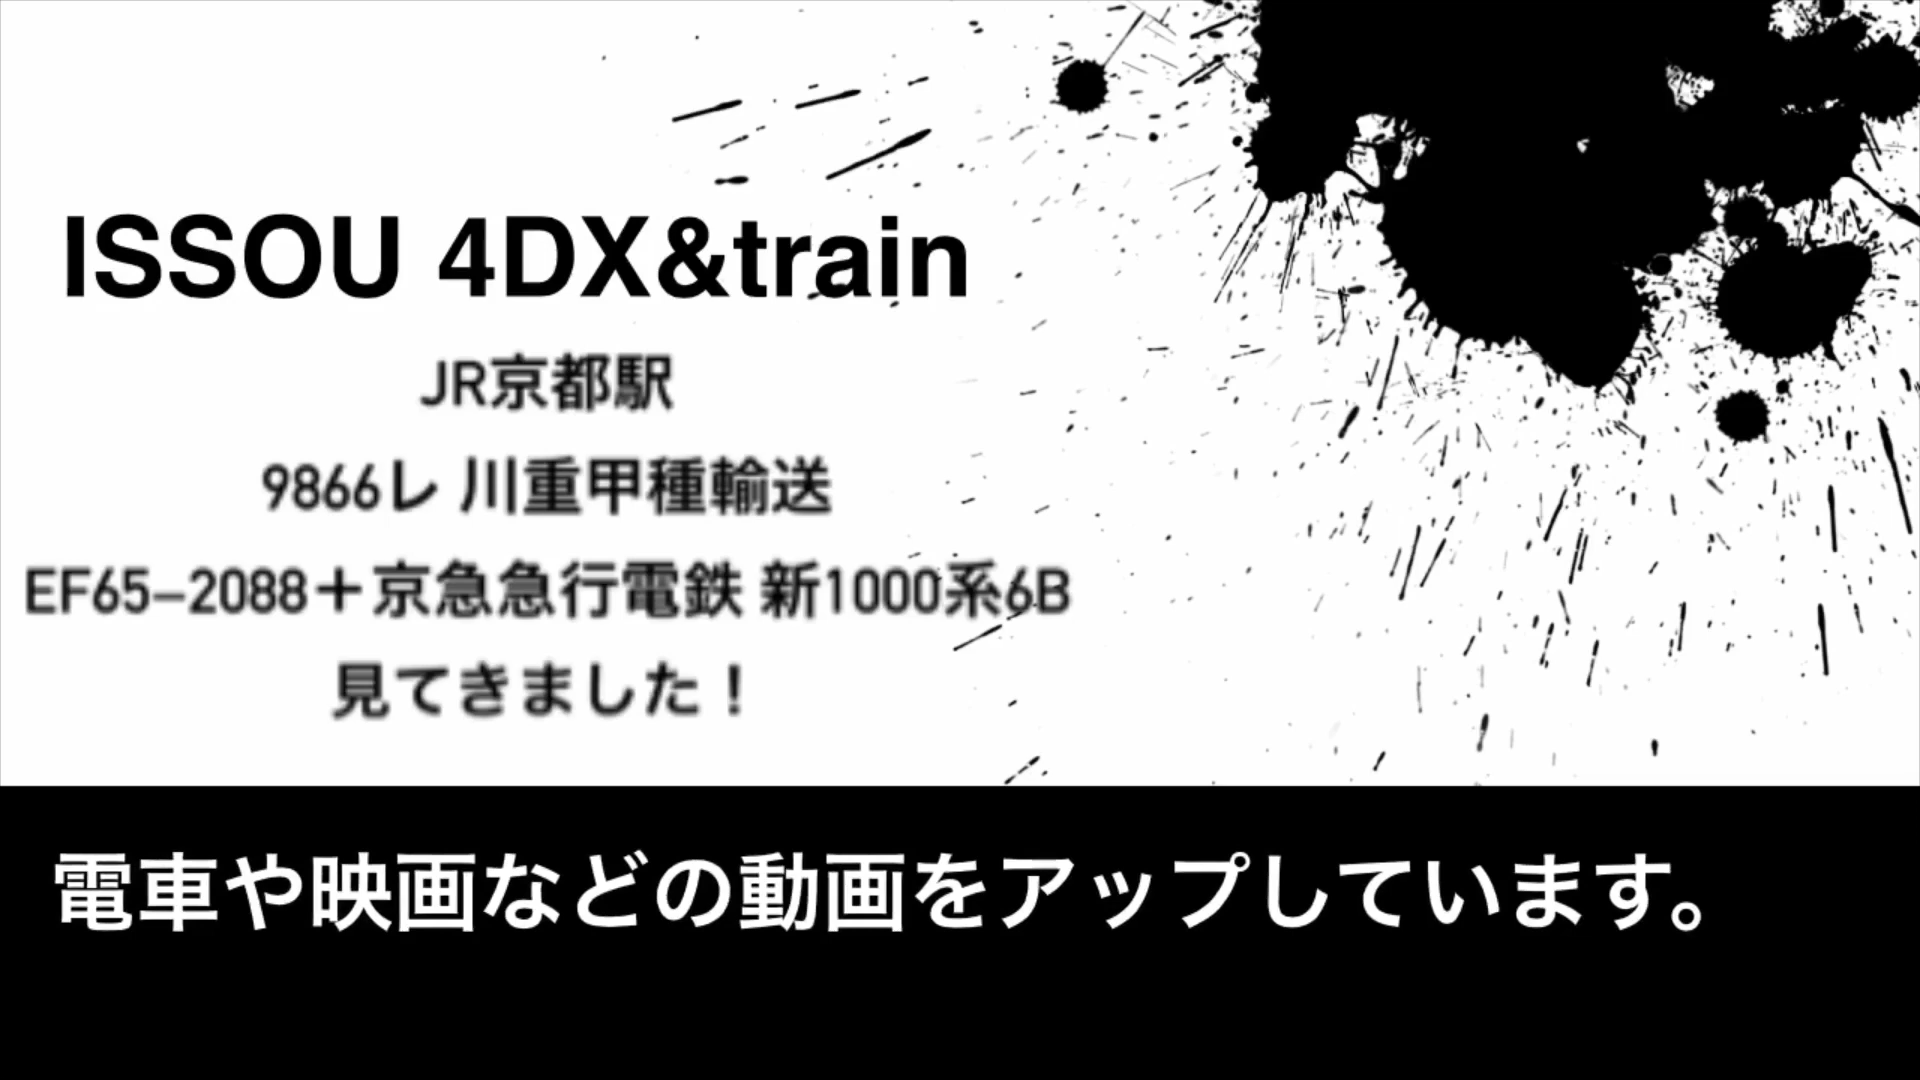 ISSOU 4DX&train
JR京都駅
9866レ 川重甲種輸送
EF65−2088＋京急急行電鉄 新1000系6B
見てきました！
電車や映画などの動画をアップしています。